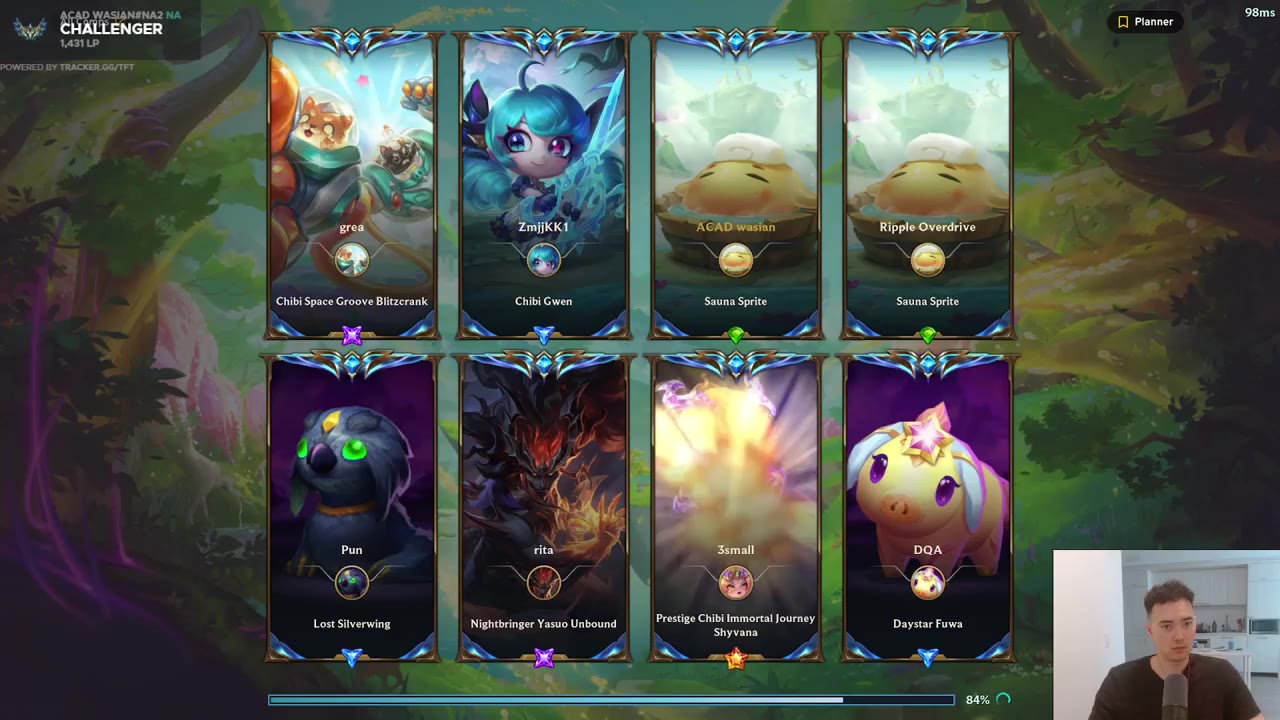 ACAD WASIAN#NA2 NA
CHALLENGER
1,431 LP
POWERED BY TRACKER.GG/TFT
Planner
98ms
grea
Chibi Space Groove Blitzcrank
ZmjjKK1
Chibi Gwen
ACAD wasian
Sauna Sprite
Ripple Overdrive
Sauna Sprite
Pun
Lost Silverwing
rita
Nightbringer Yasuo Unbound
3small
Prestige Chibi Immortal Journey
Shyvana
DQA
Daystar Fuwa
84%